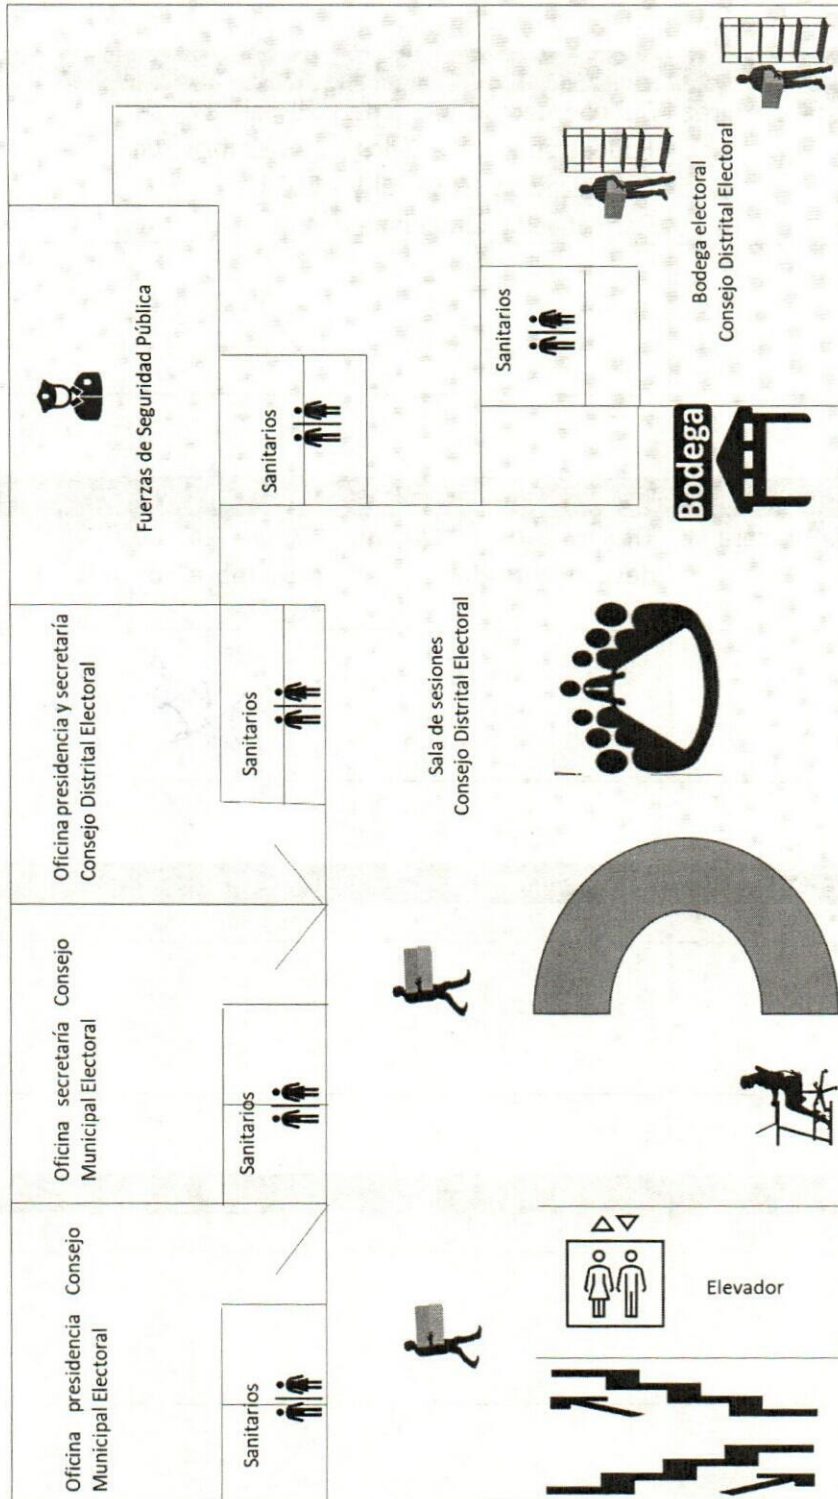 Oficina presidencia Consejo
Municipal Electoral
Oficina secretaría Consejo
Municipal Electoral
Oficina presidencia y secretaría
Consejo Distrital Electoral
Fuerzas de Seguridad Pública
Sanitarios
Sanitarios
Sanitarios
Sanitarios
Sala de sesiones
Consejo Distrital Electoral
Sanitarios
Bodega
Bodega electoral
Consejo Distrital Electoral
Elevador